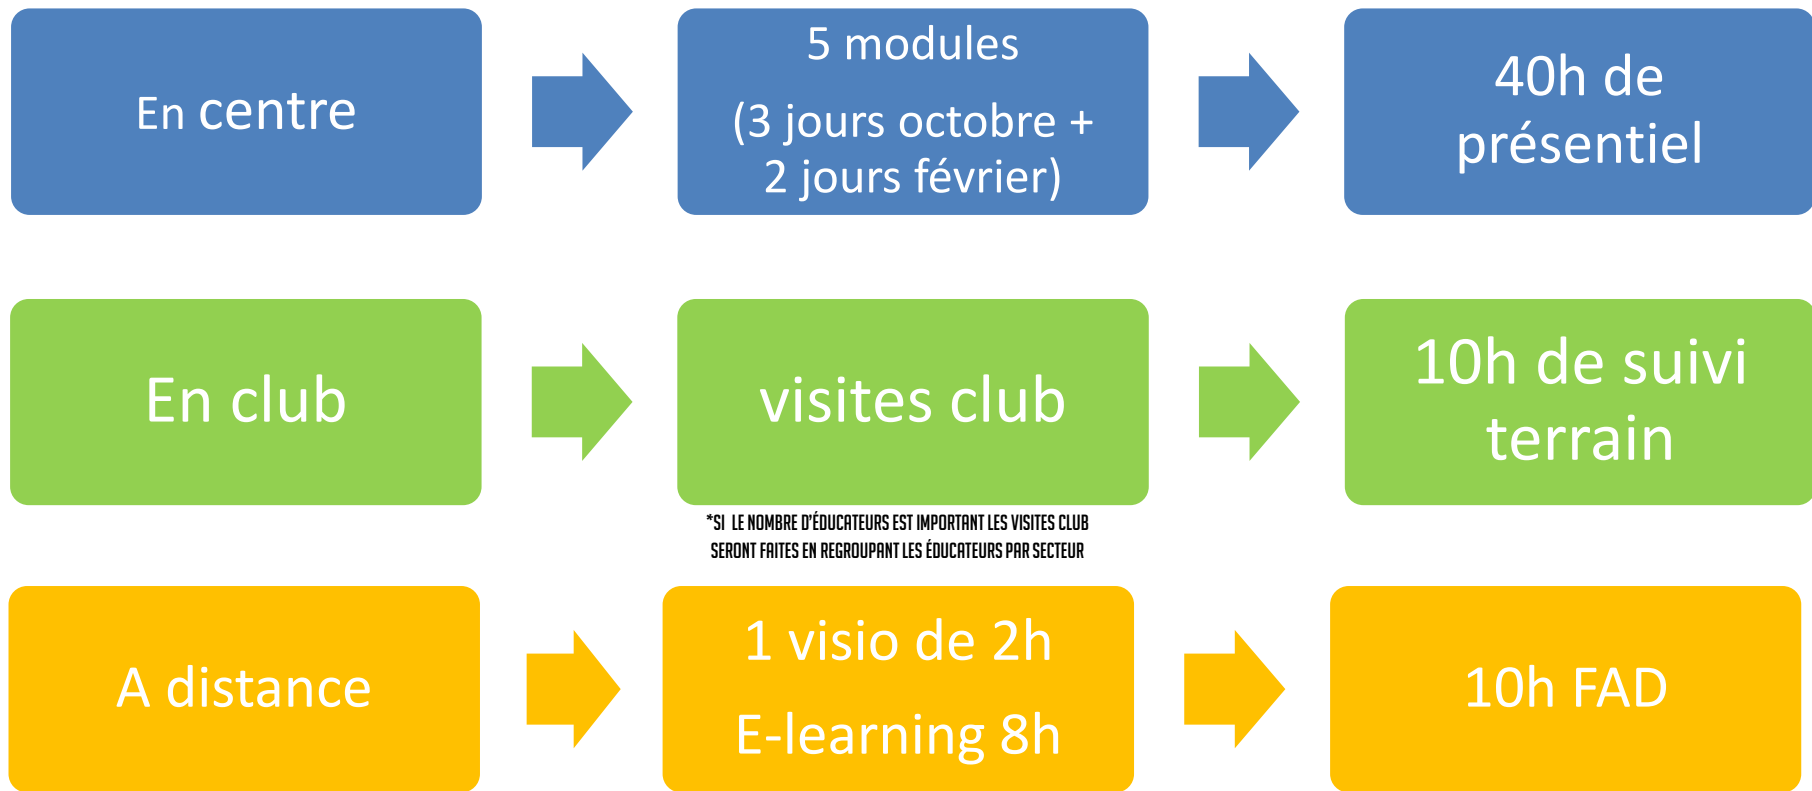 En centre
5 modules
(3 jours octobre +
2 jours février)
40h de
présentiel
En club
visites club
10h de suivi
terrain
*SI LE NOMBRE D'ÉDUCATEURS EST IMPORTANT LES VISITES CLUB
SERONT FAITES EN REGROUPANT LES ÉDUCATEURS PAR SECTEUR
A distance
1 visio de 2h
E-learning 8h
10h FAD